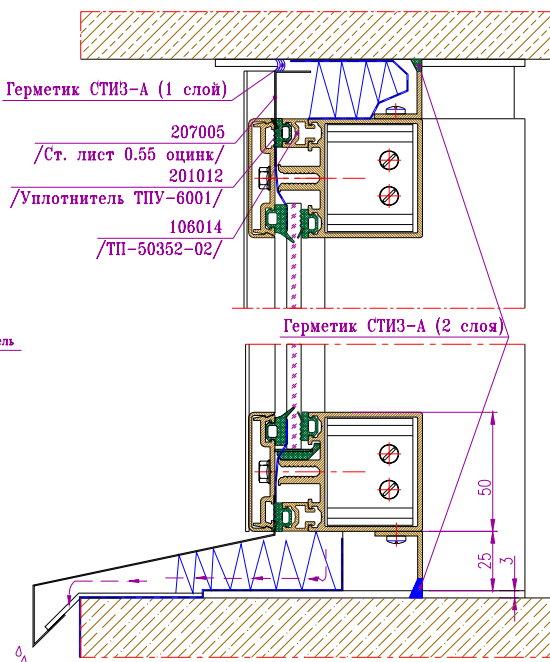 Герметик СТИЗ-А (1 слой)
207005
/Ст. лист 0.55 оцинк/
201012
/Уплотнитель ТПУ-6001/
106014
/ТП-50352-02/
Герметик СТИЗ-А (2 слоя)
ель
50
25
3